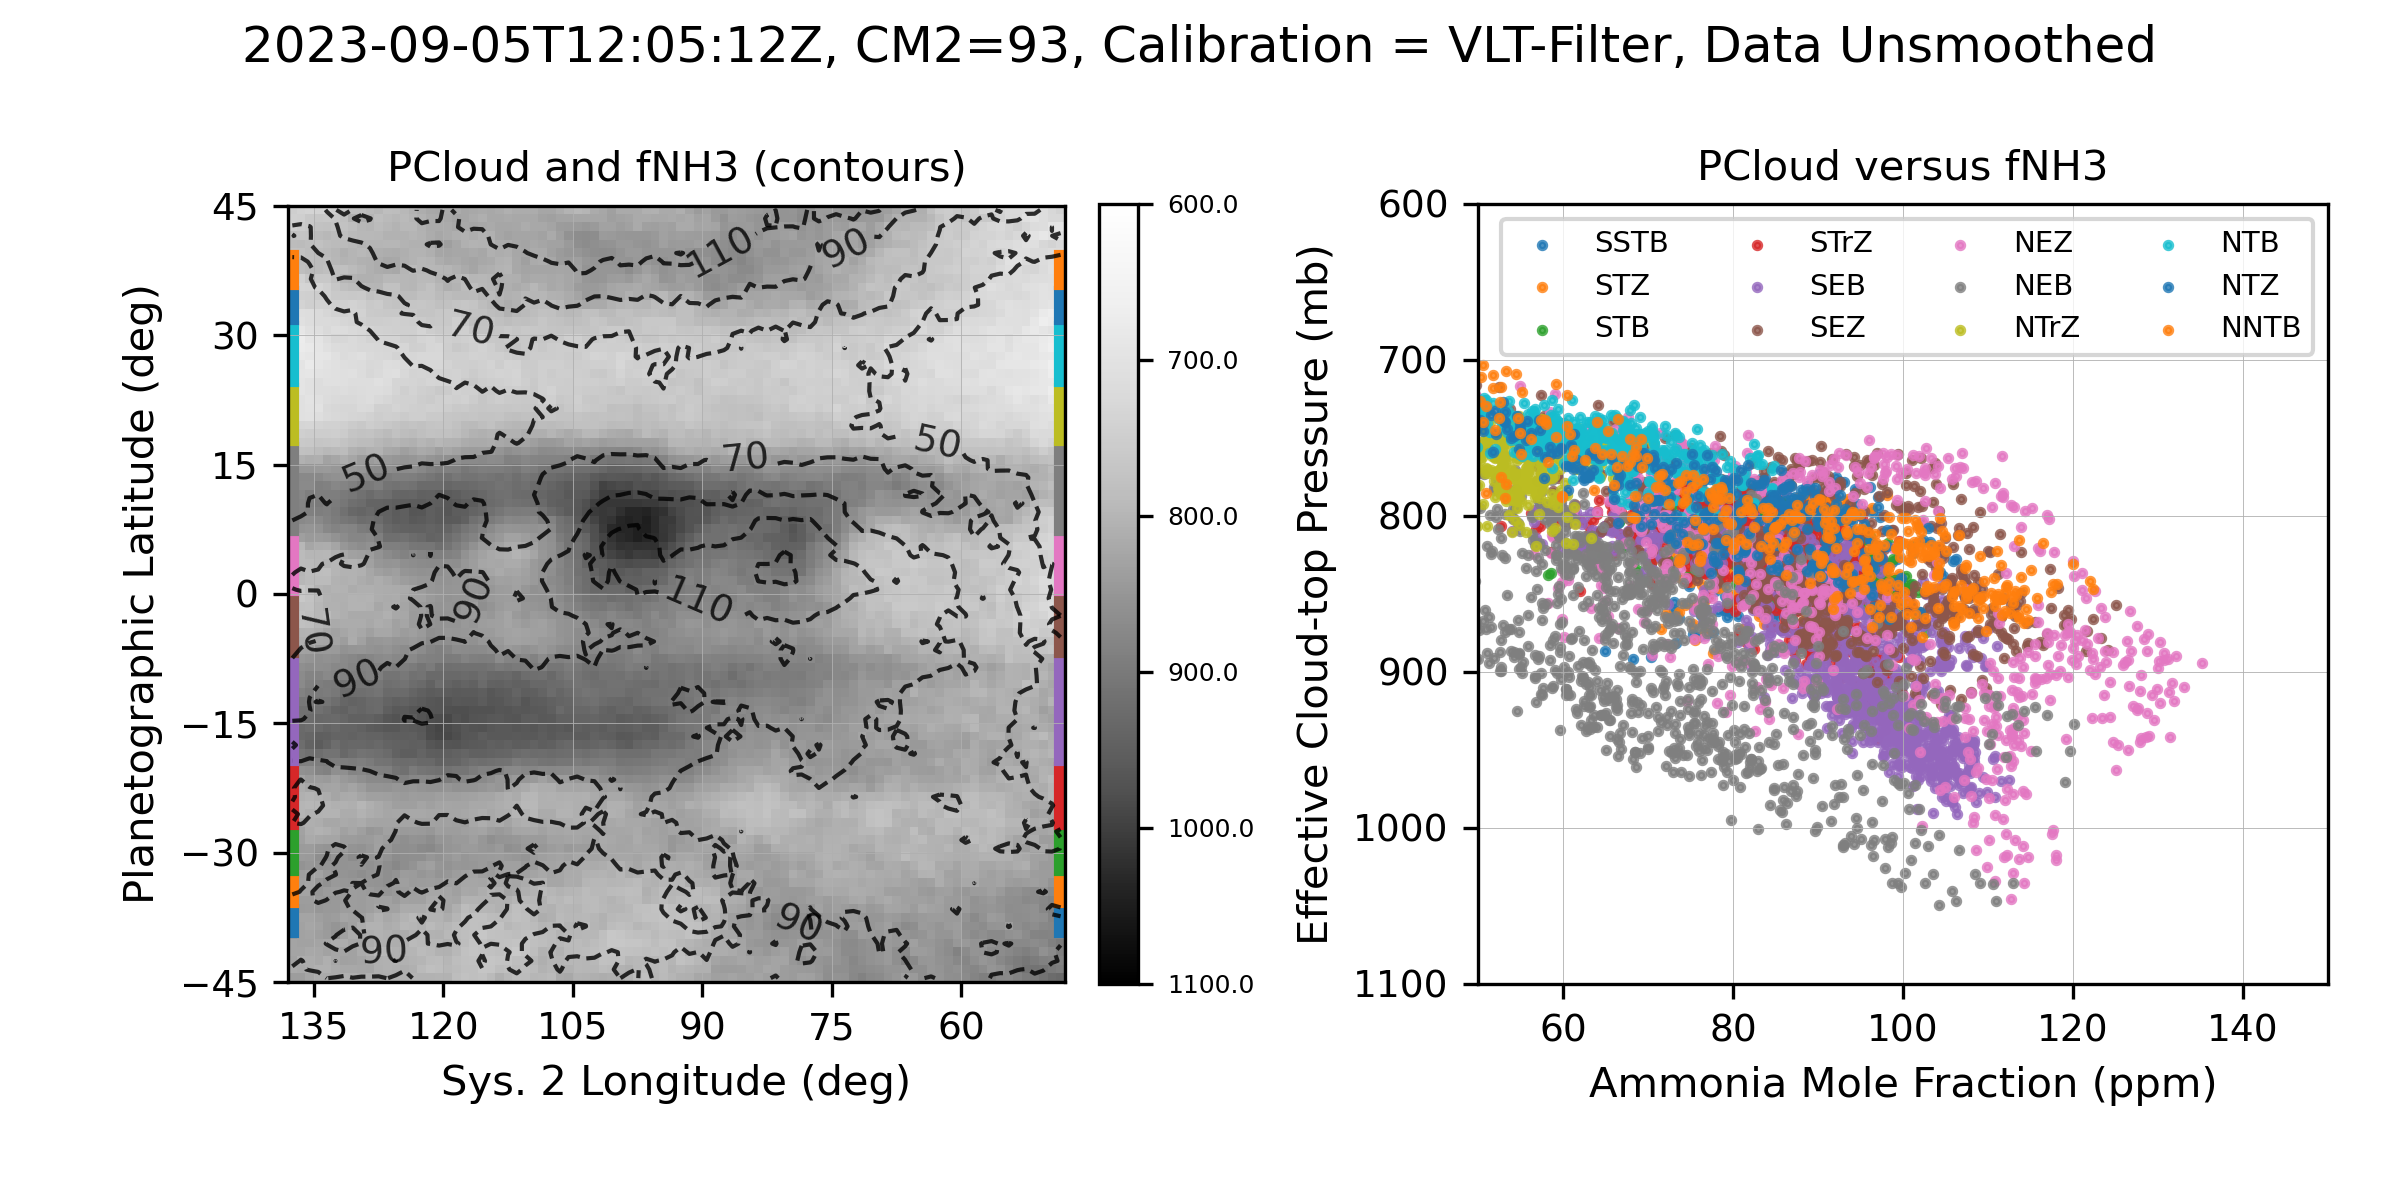 2023-09-05T12:05:12Z, CM2=93, Calibration = VLT-Filter, Data Unsmoothed
PCloud and fNH3 (contours)
Planetographic Latitude (deg)
45
30
15
0
−15
−30
−45
110
90
70
50
70
50
90
110
70
90
90
90
135
120
105
90
75
60
Sys. 2 Longitude (deg)
600.0
700.0
800.0
900.0
1000.0
1100.0
PCloud versus fNH3
Effective Cloud-top Pressure (mb)
600
700
800
900
1000
1100
SSTB
STZ
STB
STrZ
SEB
SEZ
NEZ
NEB
NTrZ
NTB
NTZ
NNTB
60
80
100
120
140
Ammonia Mole Fraction (ppm)